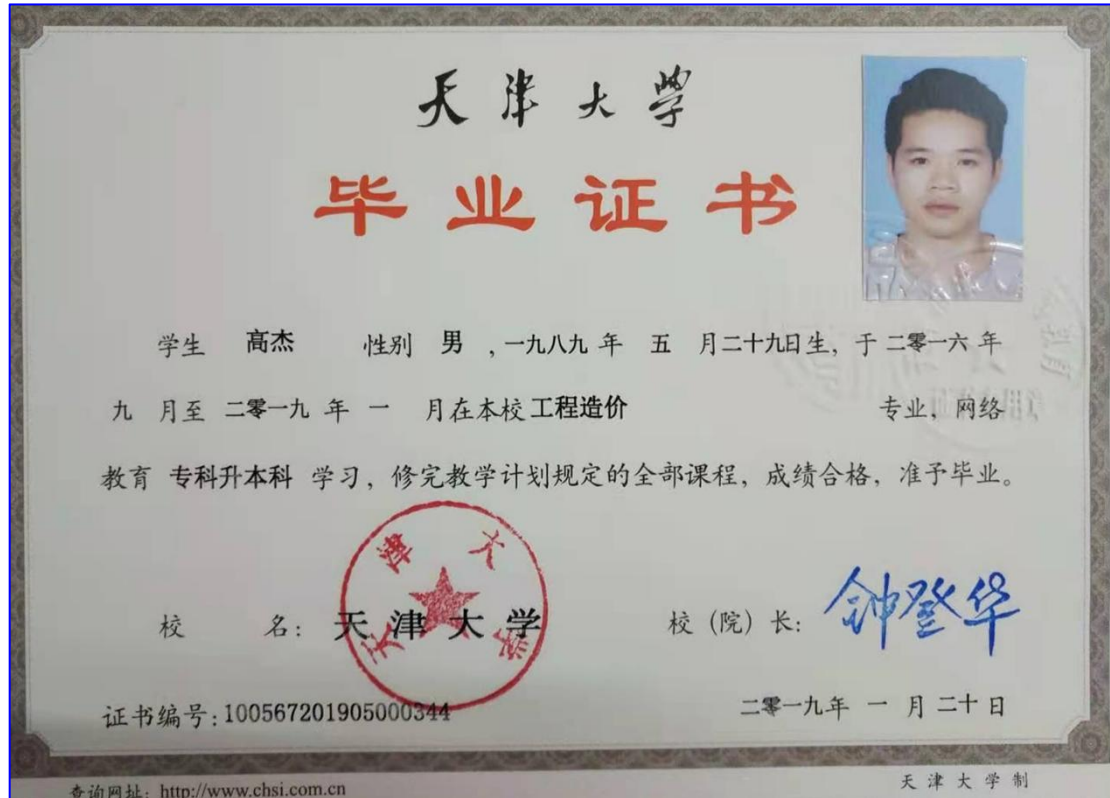 天津大学
毕业证书
学生 高杰 性别 男 ,一九八九 年 五 月二十九日生, 于 二零一六 年
九 月至 二零一九 年 一 月在本校 工程造价 专业, 网络
教育 专科升本科 学习, 修完教学计划规定的全部课程, 成绩合格, 准予毕业。
天津大学
校 名: 天津大学 校(院)长: 钟登华
证书编号:100567201905000344 二零一九年 一 月 二十 日
查询网址: http://www.chsi.com.cn 天津大学制